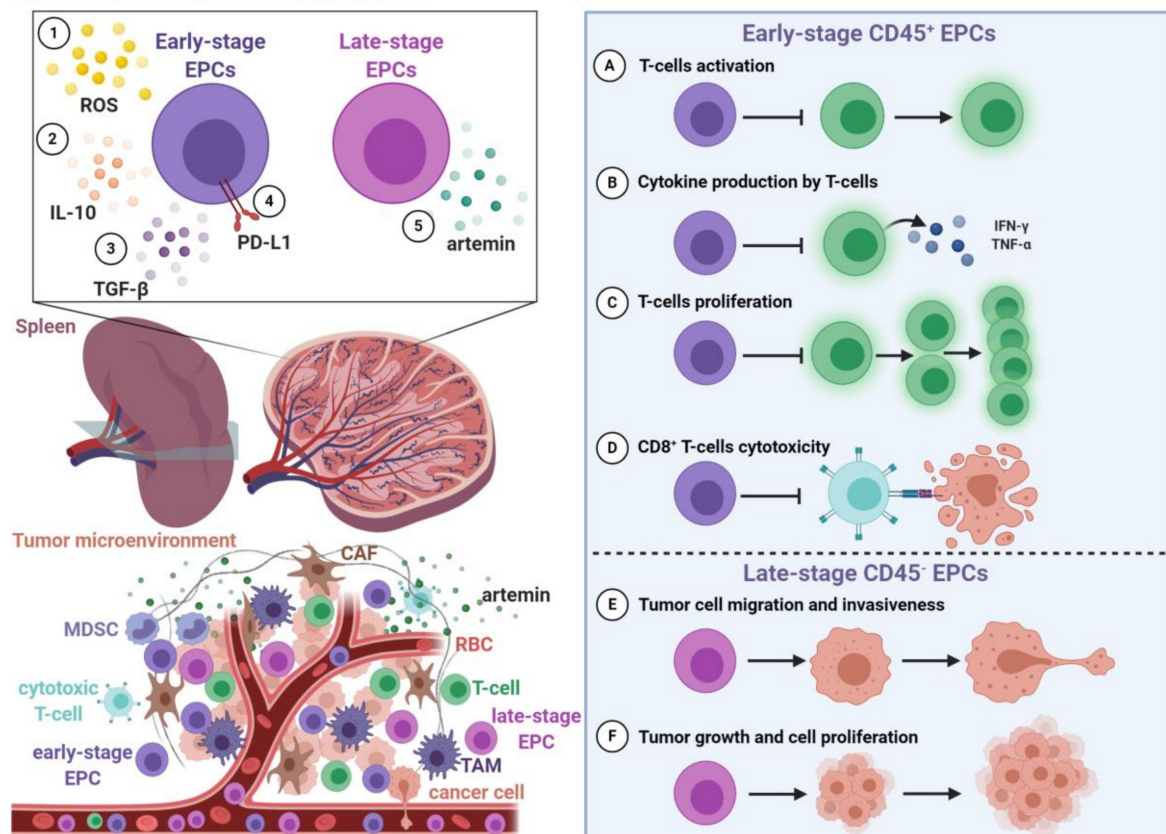 1
ROS
2
IL-10
3
TGF-β
Early-stage
EPCs
4
PD-L1
Late-stage
EPCs
5
artemin
Spleen
Tumor microenvironment
CAF
artemin
MDSC
RBC
cytotoxic
T-cell
T-cell
late-stage
EPC
early-stage
EPC
TAM
cancer cell
Early-stage CD45⁺ EPCs
A T-cells activation
B Cytokine production by T-cells
IFN-γ
TNF-α
C T-cells proliferation
D CD8⁺ T-cells cytotoxicity
Late-stage CD45⁻ EPCs
E Tumor cell migration and invasiveness
F Tumor growth and cell proliferation